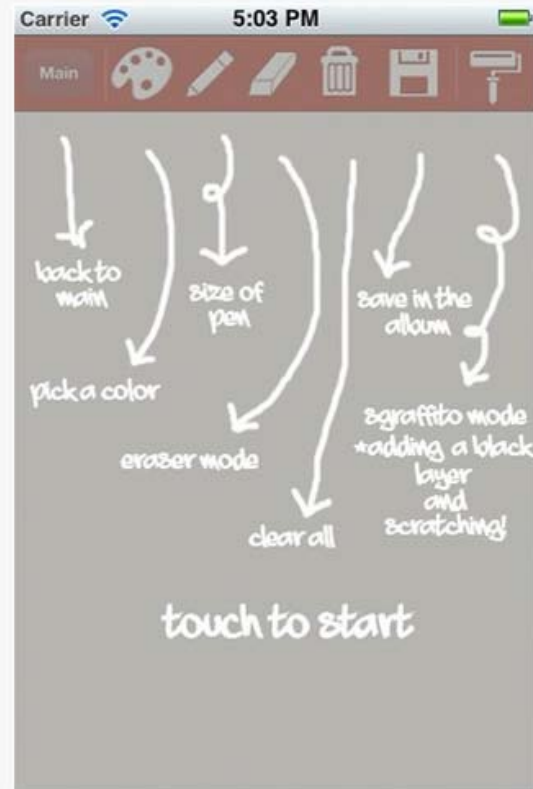 Carrier 5:03 PM
Main
back to
main
size of
pen
save in the
album
pick a color
sgraffito mode
*adding a black
layer
and
scratching!
eraser mode
clear all
touch to start